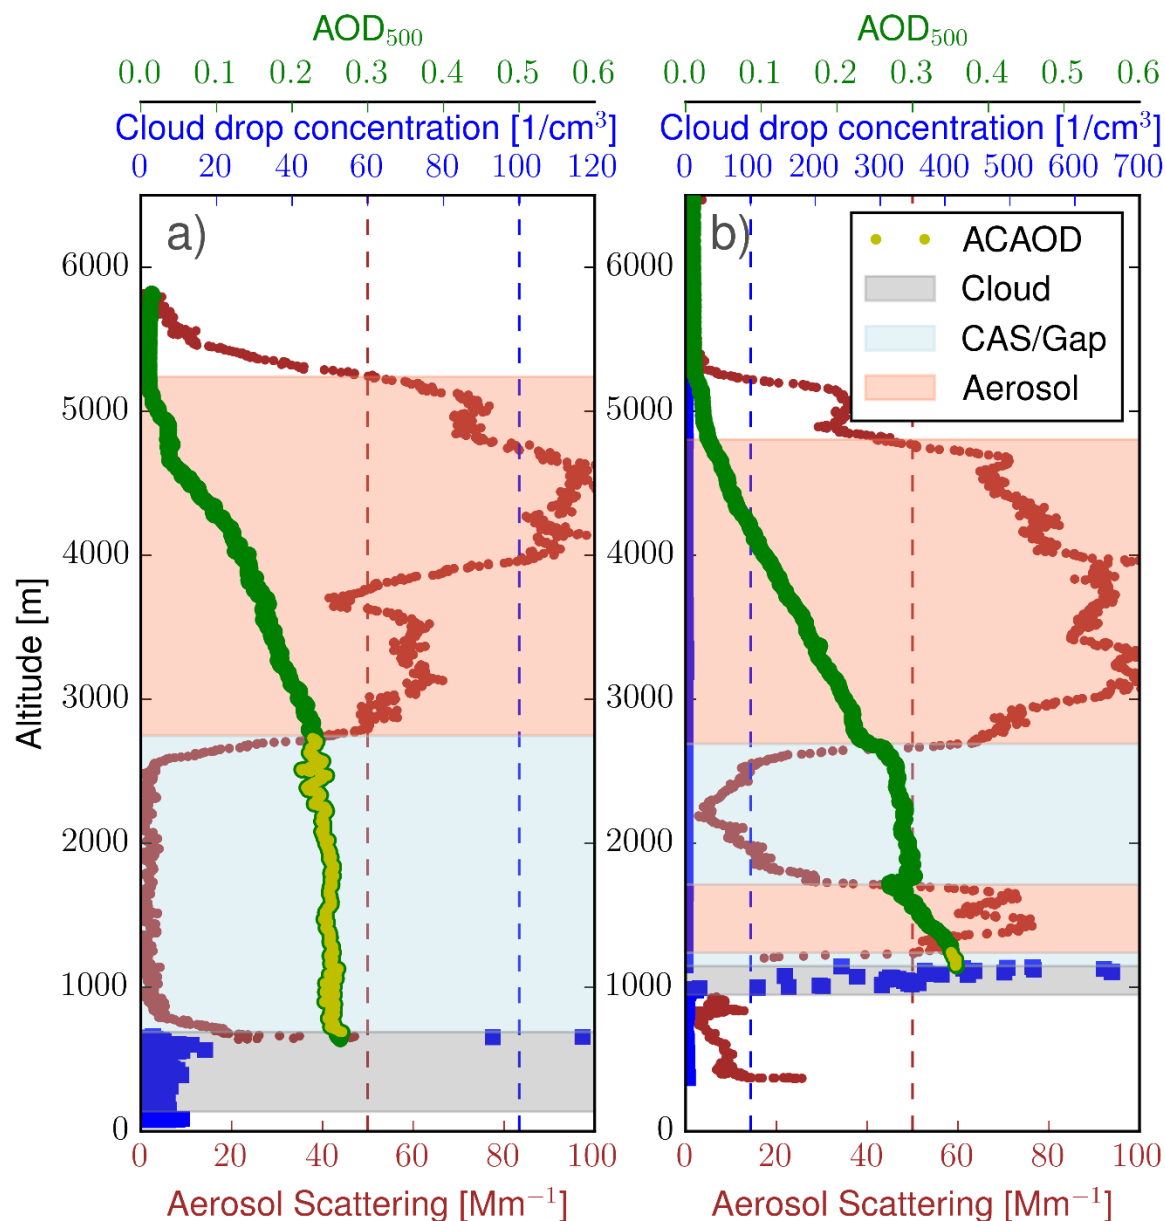 AOD₅₀₀ AOD₅₀₀
0.0 0.1 0.2 0.3 0.4 0.5 0.6 0.0 0.1 0.2 0.3 0.4 0.5 0.6
Cloud drop concentration [1/cm³] Cloud drop concentration [1/cm³]
0 20 40 60 80 100 120 0 100 200 300 400 500 600 700
a) b)
ACAOD
Cloud
CAS/Gap
Aerosol
Altitude [m]
6000
5000
4000
3000
2000
1000
0
6000
5000
4000
3000
2000
1000
0
0 20 40 60 80 100 0 20 40 60 80 100
Aerosol Scattering [Mm⁻¹] Aerosol Scattering [Mm⁻¹]